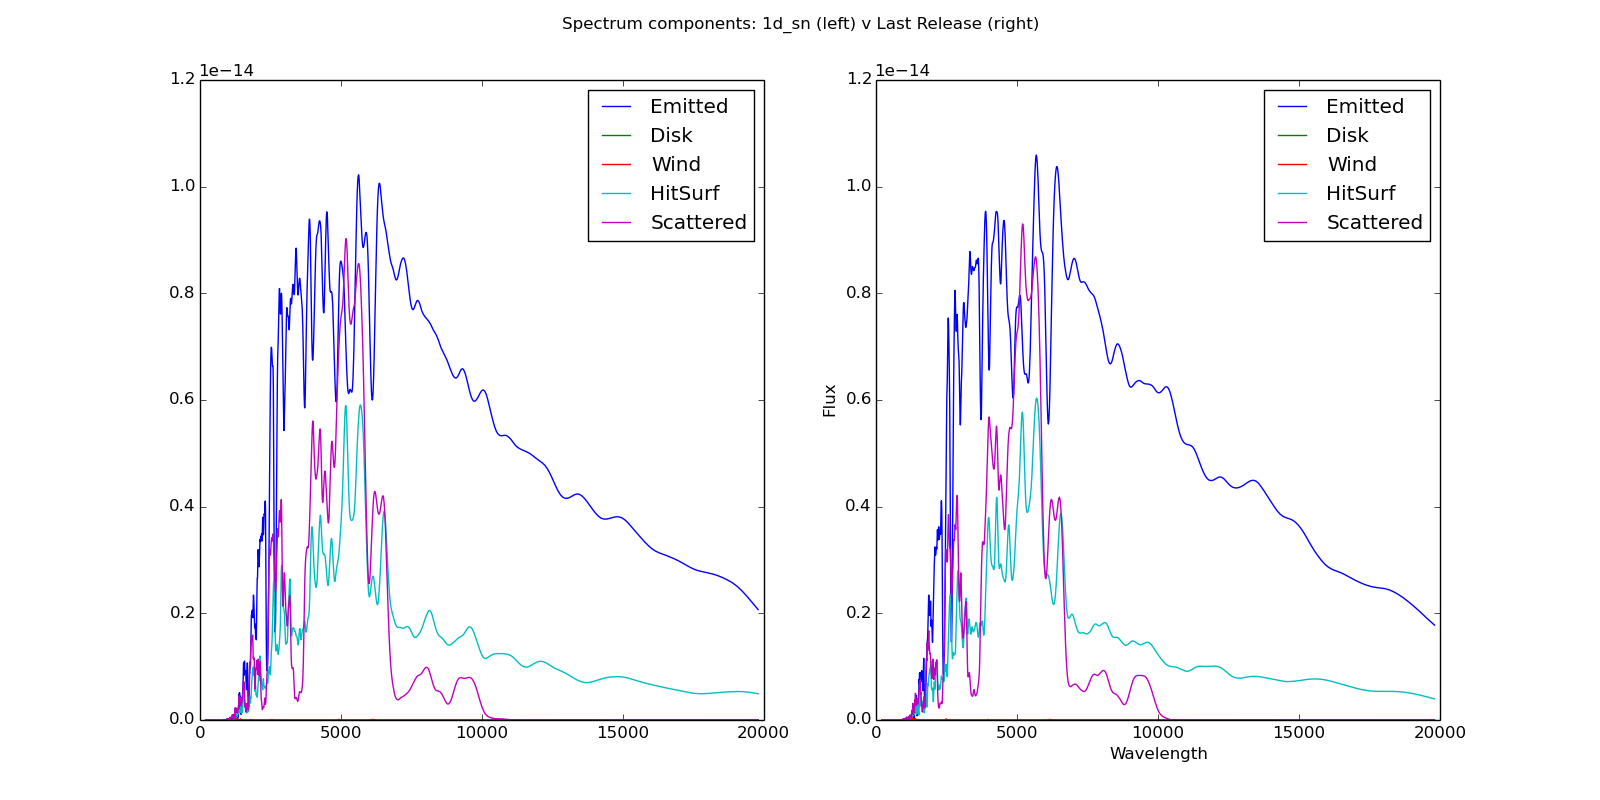 Spectrum components: 1d_sn (left) v Last Release (right)
1e−14
1.2
1.0
0.8
0.6
0.4
0.2
0.0
0 5000 10000 15000 20000
Emitted
Disk
Wind
HitSurf
Scattered
1e−14
1.2
1.0
0.8
0.6
0.4
0.2
0.0
Flux
0 5000 10000 15000 20000
Wavelength
Emitted
Disk
Wind
HitSurf
Scattered